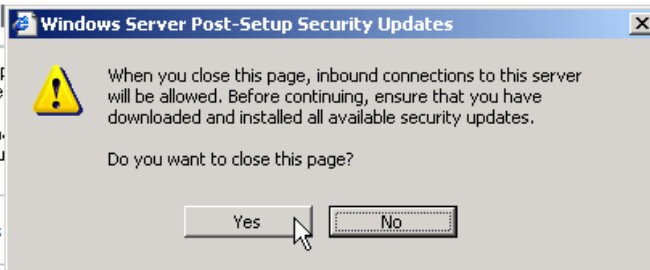 Windows Server Post-Setup Security Updates
When you close this page, inbound connections to this server
will be allowed. Before continuing, ensure that you have
downloaded and installed all available security updates.
Do you want to close this page?
Yes
No